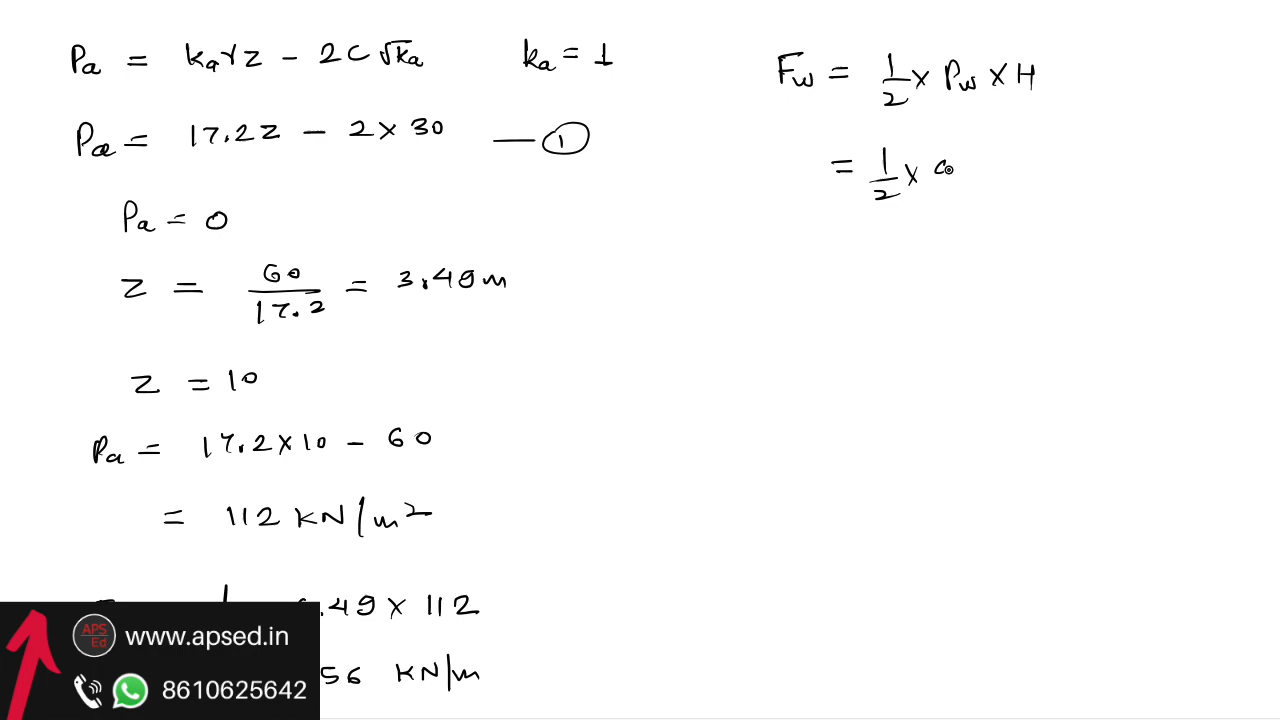 Pa = kaγz - 2c√ka    ka = 1
Pa = 17.2z - 2×30 — ①
Pa = 0
z = 60/17.2 = 3.49m
z = 10
Pa = 17.2×10 - 60
= 112 KN/m²
.49 × 112
56 KN/m
Fw = 1/2 × Pw × H
= 1/2 ×
APS Ed
www.apsed.in
8610625642